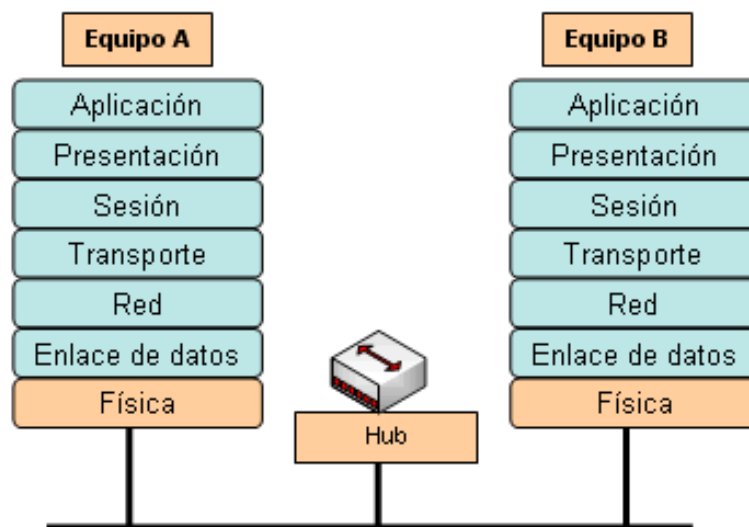 Equipo A
Aplicación
Presentación
Sesión
Transporte
Red
Enlace de datos
Física
Hub
Equipo B
Aplicación
Presentación
Sesión
Transporte
Red
Enlace de datos
Física